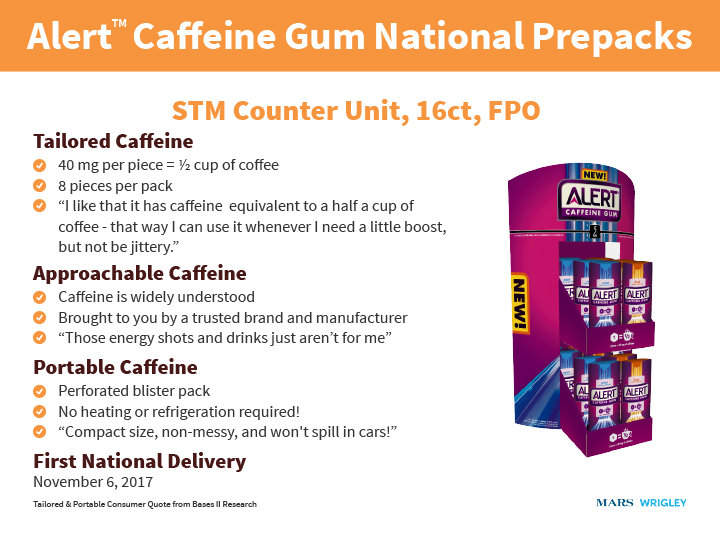 Alert™ Caffeine Gum National Prepacks
STM Counter Unit, 16ct, FPO
Tailored Caffeine
40 mg per piece = ½ cup of coffee
8 pieces per pack
“I like that it has caffeine  equivalent to a half a cup of
coffee - that way I can use it whenever I need a little boost,
but not be jittery.”
Approachable Caffeine
Caffeine is widely understood
Brought to you by a trusted brand and manufacturer
“Those energy shots and drinks just aren’t for me”
Portable Caffeine
Perforated blister pack
No heating or refrigeration required!
“Compact size, non-messy, and won't spill in cars!”
First National Delivery
November 6, 2017
Tailored & Portable Consumer Quote from Bases II Research
NEW!
ALERT
CAFFEINE GUM
NEW!
ALERT
ALERT
ALERT
ALERT
MARS WRIGLEY